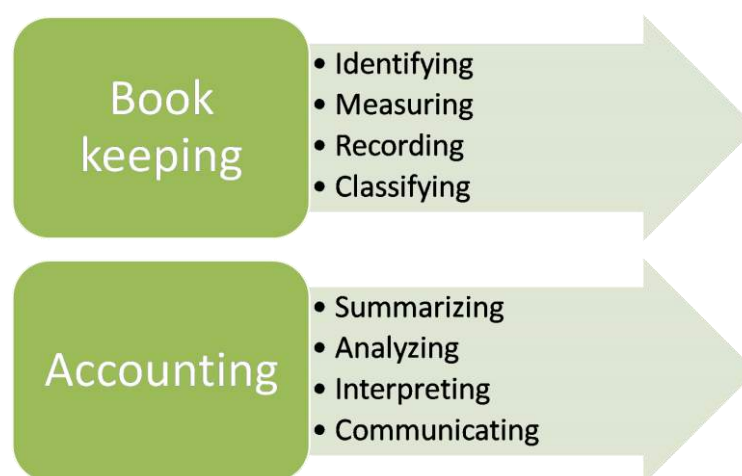 Book
keeping
• Identifying
• Measuring
• Recording
• Classifying
Accounting
• Summarizing
• Analyzing
• Interpreting
• Communicating